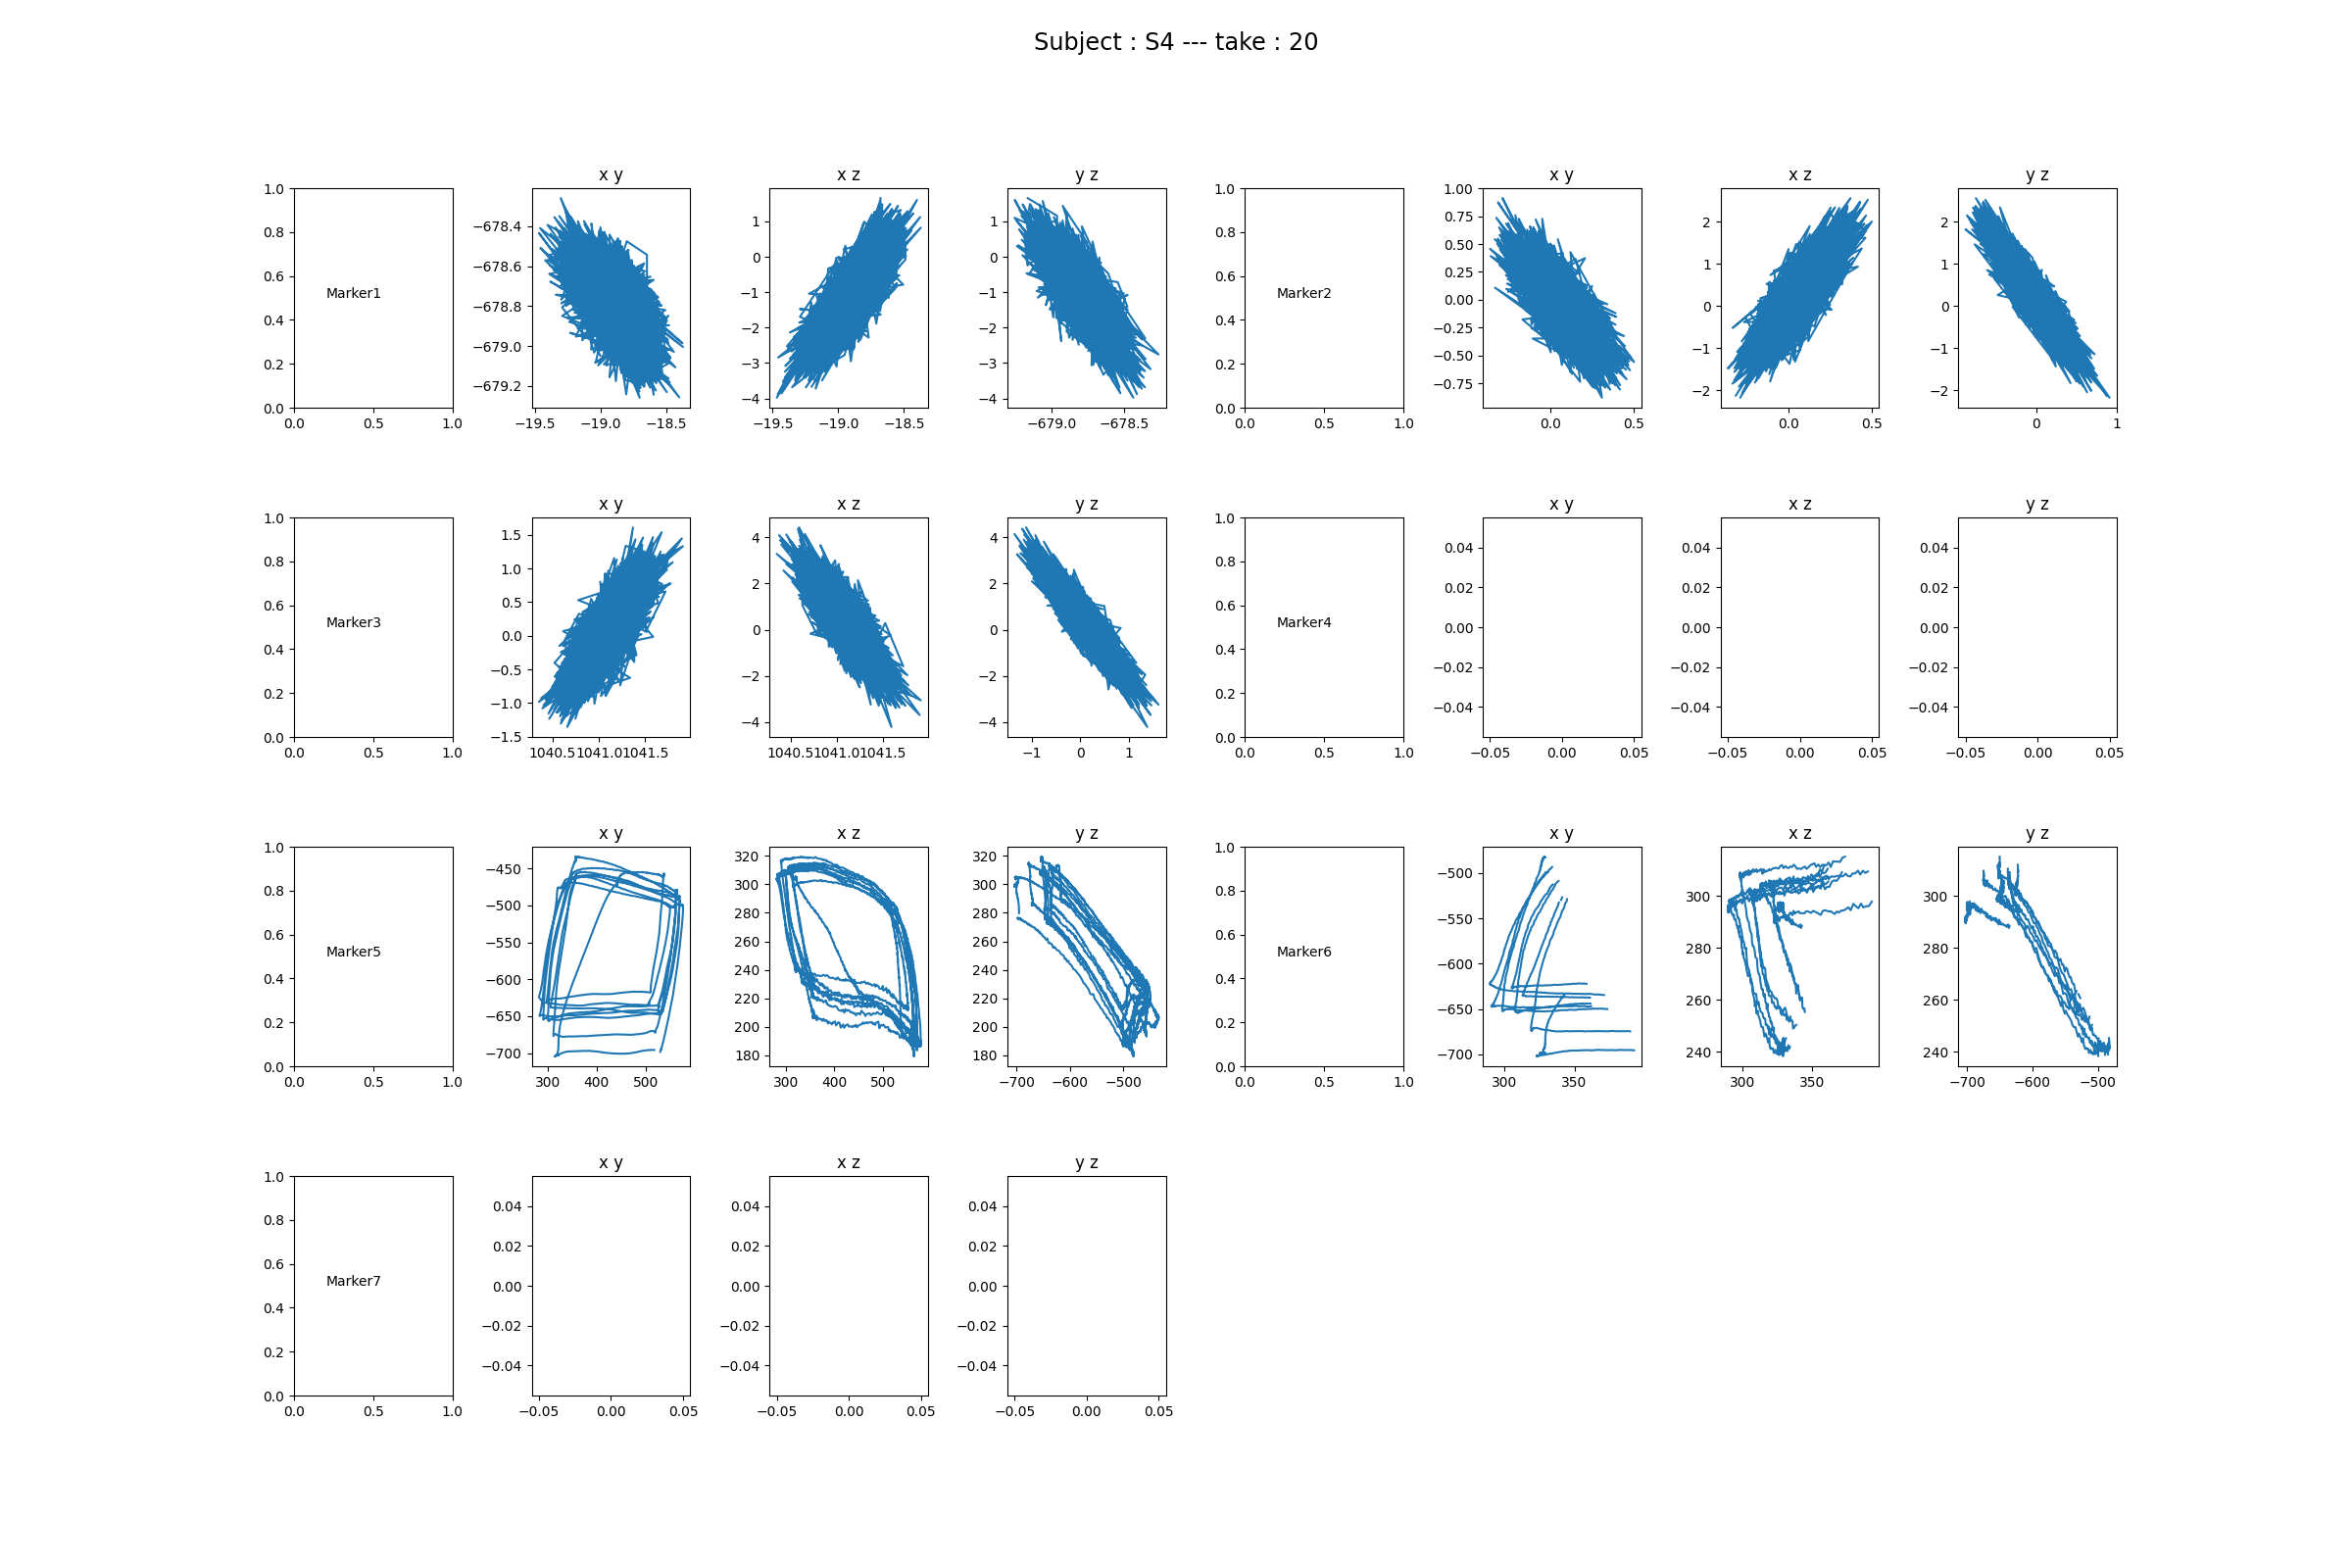 Subject : S4 --- take : 20
x y
x z
y z
x y
x z
y z
1.0 0.8 0.6 0.4 0.2 0.0
Marker1
0.0 0.5 1.0
−678.4 −678.6 −678.8 −679.0 −679.2
−19.5 −19.0 −18.5
1 0 −1 −2 −3 −4
−19.5 −19.0 −18.5
1 0 −1 −2 −3 −4
−679.0 −678.5
1.0 0.8 0.6 0.4 0.2 0.0
Marker2
0.0 0.5 1.0
1.00 0.75 0.50 0.25 0.00 −0.25 −0.50 −0.75
0.0 0.5
2 1 0 −1 −2
0.0 0.5
2 1 0 −1 −2
0 1
x y
x z
y z
x y
x z
y z
1.0 0.8 0.6 0.4 0.2 0.0
Marker3
0.0 0.5 1.0
1.5 1.0 0.5 0.0 −0.5 −1.0 −1.5
1040.5 1041.0 1041.5
4 2 0 −2 −4
1040.5 1041.0 1041.5
4 2 0 −2 −4
−1 0 1
1.0 0.8 0.6 0.4 0.2 0.0
Marker4
0.0 0.5 1.0
0.04 0.02 0.00 −0.02 −0.04
−0.05 0.00 0.05
0.04 0.02 0.00 −0.02 −0.04
−0.05 0.00 0.05
0.04 0.02 0.00 −0.02 −0.04
−0.05 0.00 0.05
x y
x z
y z
x y
x z
y z
1.0 0.8 0.6 0.4 0.2 0.0
Marker5
0.0 0.5 1.0
−450 −500 −550 −600 −650 −700
300 400 500
320 300 280 260 240 220 200 180
300 400 500
320 300 280 260 240 220 200 180
−700 −600 −500
1.0 0.8 0.6 0.4 0.2 0.0
Marker6
0.0 0.5 1.0
−500 −550 −600 −650 −700
300 350
300 280 260 240
300 350
300 280 260 240
−700 −600 −500
x y
x z
y z
1.0 0.8 0.6 0.4 0.2 0.0
Marker7
0.0 0.5 1.0
0.04 0.02 0.00 −0.02 −0.04
−0.05 0.00 0.05
0.04 0.02 0.00 −0.02 −0.04
−0.05 0.00 0.05
0.04 0.02 0.00 −0.02 −0.04
−0.05 0.00 0.05